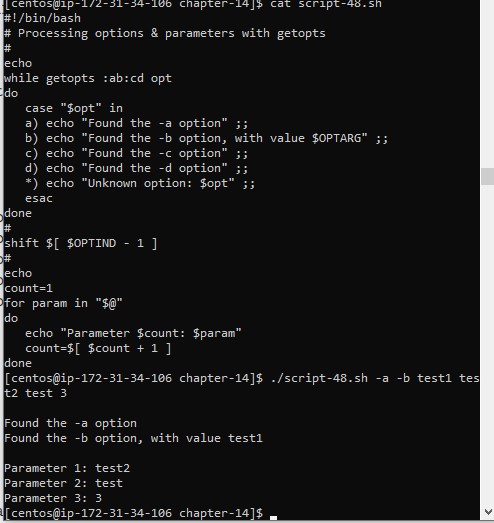 [centos@ip-172-31-34-106 chapter-14]$ cat script-48.sh
#!/bin/bash
# Processing options & parameters with getopts
#
echo
while getopts :ab:cd opt
do
   case "$opt" in
   a) echo "Found the -a option" ;;
   b) echo "Found the -b option, with value $OPTARG" ;;
   c) echo "Found the -c option" ;;
   d) echo "Found the -d option" ;;
   *) echo "Unknown option: $opt" ;;
   esac
done
#
shift $[ $OPTIND - 1 ]
#
echo
count=1
for param in "$@"
do
   echo "Parameter $count: $param"
   count=$[ $count + 1 ]
done
[centos@ip-172-31-34-106 chapter-14]$ ./script-48.sh -a -b test1 tes
t2 test 3

Found the -a option
Found the -b option, with value test1

Parameter 1: test2
Parameter 2: test
Parameter 3: 3
[centos@ip-172-31-34-106 chapter-14]$